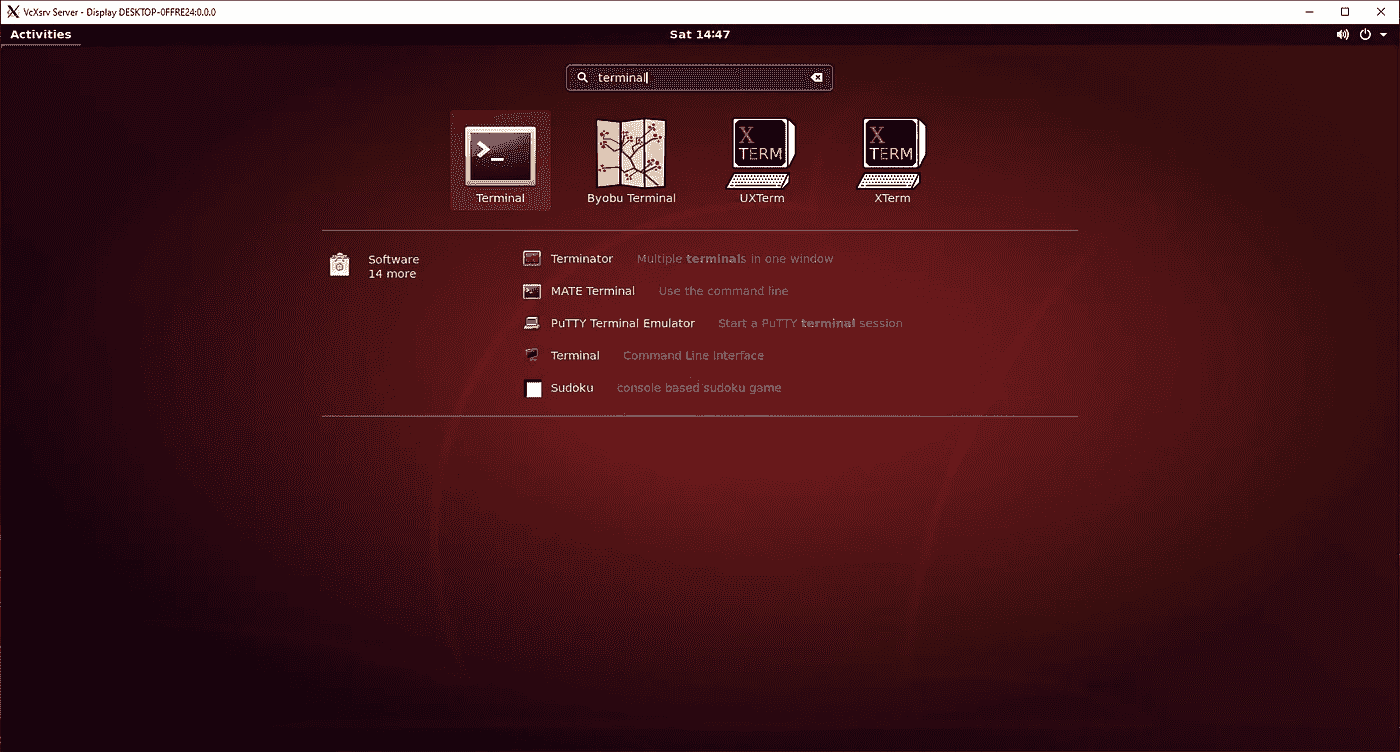 VcXsrv Server - Display DESKTOP-0FFRE24:0.0.0
Activities
Sat 14:47
terminal
Terminal
Byobu Terminal
UXTerm
XTerm
X TERM
X TERM
Software
14 more
Terminator Multiple terminals in one window
MATE Terminal Use the command line
PuTTY Terminal Emulator Start a PuTTY terminal session
Terminal Command Line Interface
Sudoku console based sudoku game